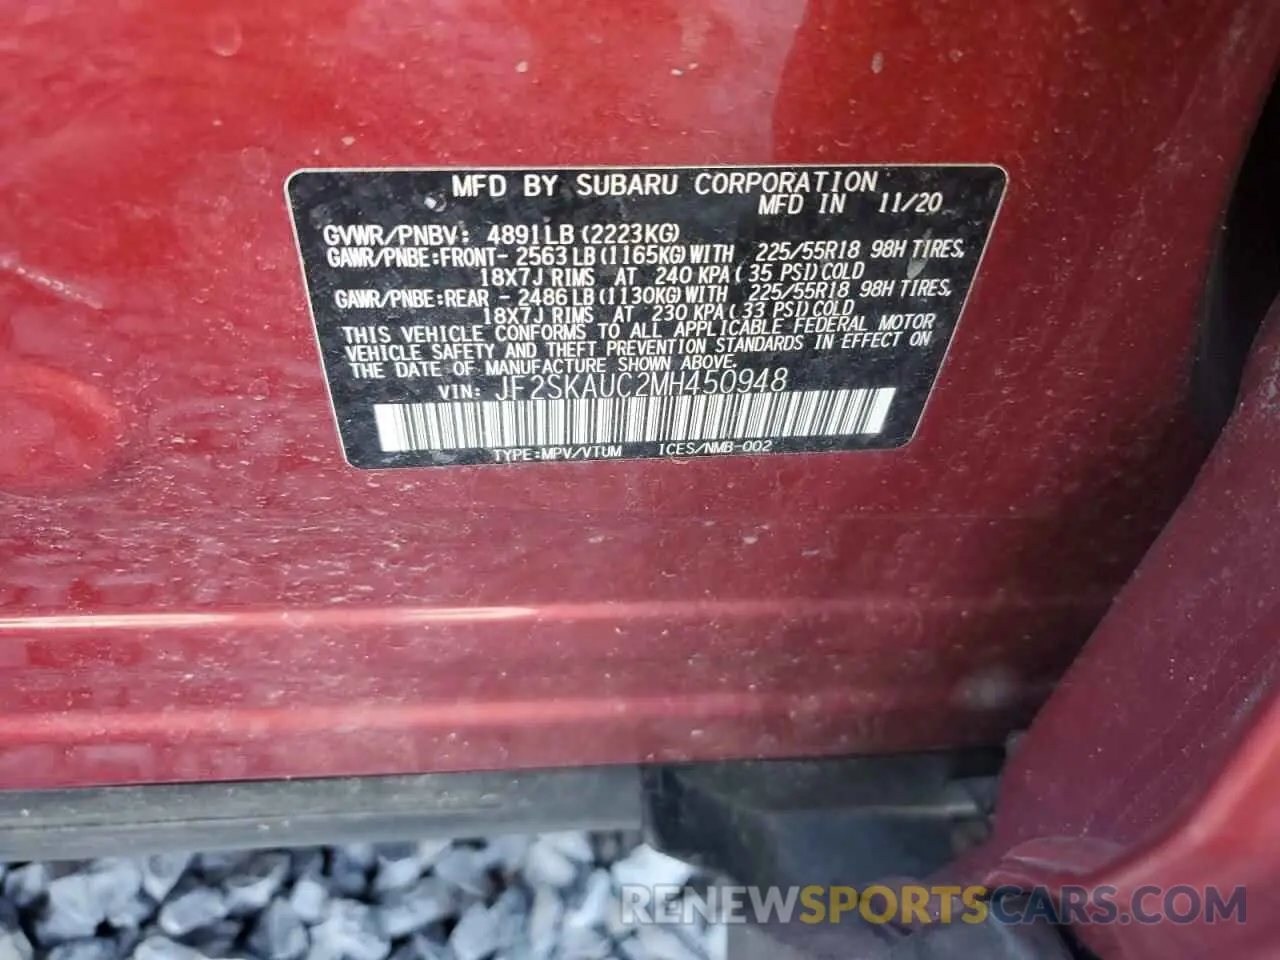 MFD BY SUBARU CORPORATION
MFD IN 11/20
GVWR/PNBV: 4891LB(2223KG)
GAWR/PNBE:FRONT- 2563LB(1165KG)WITH 225/55R18 98H TIRES,
18X7J RIMS AT 240 KPA(35 PSI)COLD
GAWR/PNBE:REAR - 2486LB(1130KG)WITH 225/55R18 98H TIRES,
18X7J RIMS AT 230 KPA(33 PSI)COLD
THIS VEHICLE CONFORMS TO ALL APPLICABLE FEDERAL MOTOR
VEHICLE SAFETY AND THEFT PREVENTION STANDARDS IN EFFECT ON
THE DATE OF MANUFACTURE SHOWN ABOVE.
VIN: JF2SKAUC2MH450948
TYPE:MPV/VTUM ICES/NMB-002
RENEWSPORTSCARS.COM